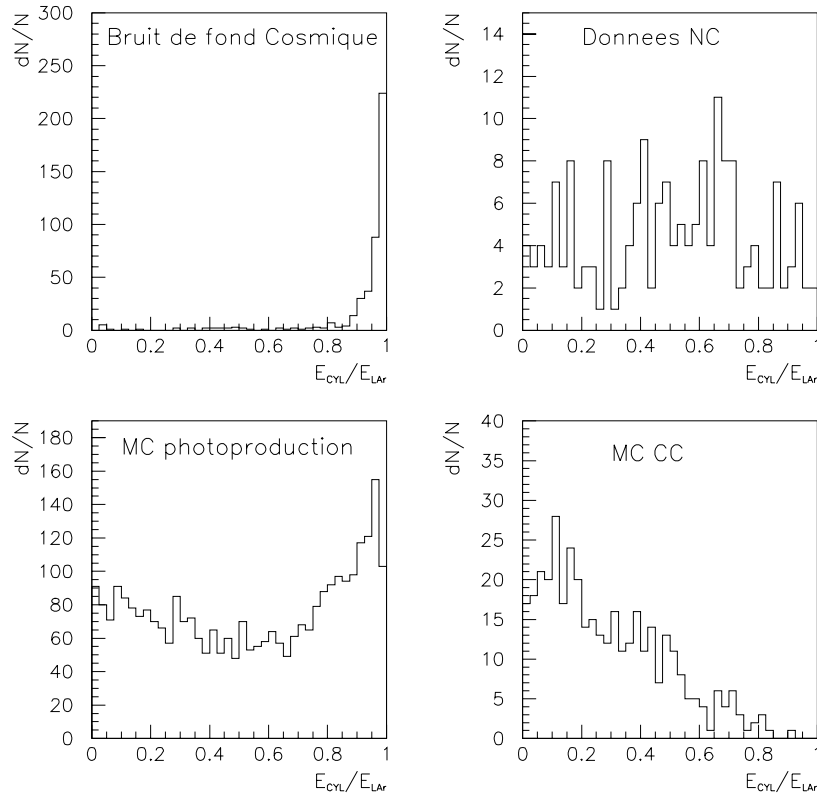 Bruit de fond Cosmique
dN/N
300
250
200
150
100
50
0
0 0.2 0.4 0.6 0.8 1
E_CYL/E_LAr
Donnees NC
dN/N
14
12
10
8
6
4
2
0
0 0.2 0.4 0.6 0.8 1
E_CYL/E_LAr
MC photoproduction
dN/N
180
160
140
120
100
80
60
40
20
0
0 0.2 0.4 0.6 0.8 1
E_CYL/E_LAr
MC CC
dN/N
40
35
30
25
20
15
10
5
0
0 0.2 0.4 0.6 0.8 1
E_CYL/E_LAr